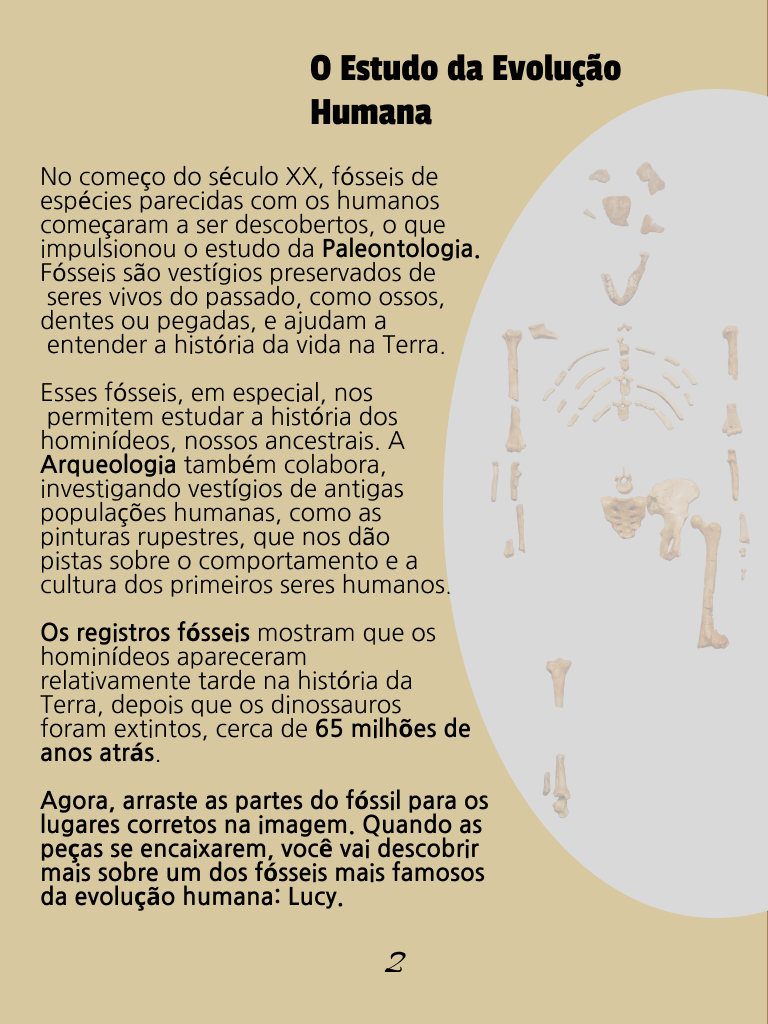 O Estudo da Evolução
Humana
No começo do século XX, fósseis de
espécies parecidas com os humanos
começaram a ser descobertos, o que
impulsionou o estudo da Paleontologia.
Fósseis são vestígios preservados de
seres vivos do passado, como ossos,
dentes ou pegadas, e ajudam a
entender a história da vida na Terra.
Esses fósseis, em especial, nos
permitem estudar a história dos
hominídeos, nossos ancestrais. A
Arqueologia também colabora,
investigando vestígios de antigas
populações humanas, como as
pinturas rupestres, que nos dão
pistas sobre o comportamento e a
cultura dos primeiros seres humanos.
Os registros fósseis mostram que os
hominídeos apareceram
relativamente tarde na história da
Terra, depois que os dinossauros
foram extintos, cerca de 65 milhões de
anos atrás.
Agora, arraste as partes do fóssil para os
lugares corretos na imagem. Quando as
peças se encaixarem, você vai descobrir
mais sobre um dos fósseis mais famosos
da evolução humana: Lucy.
2